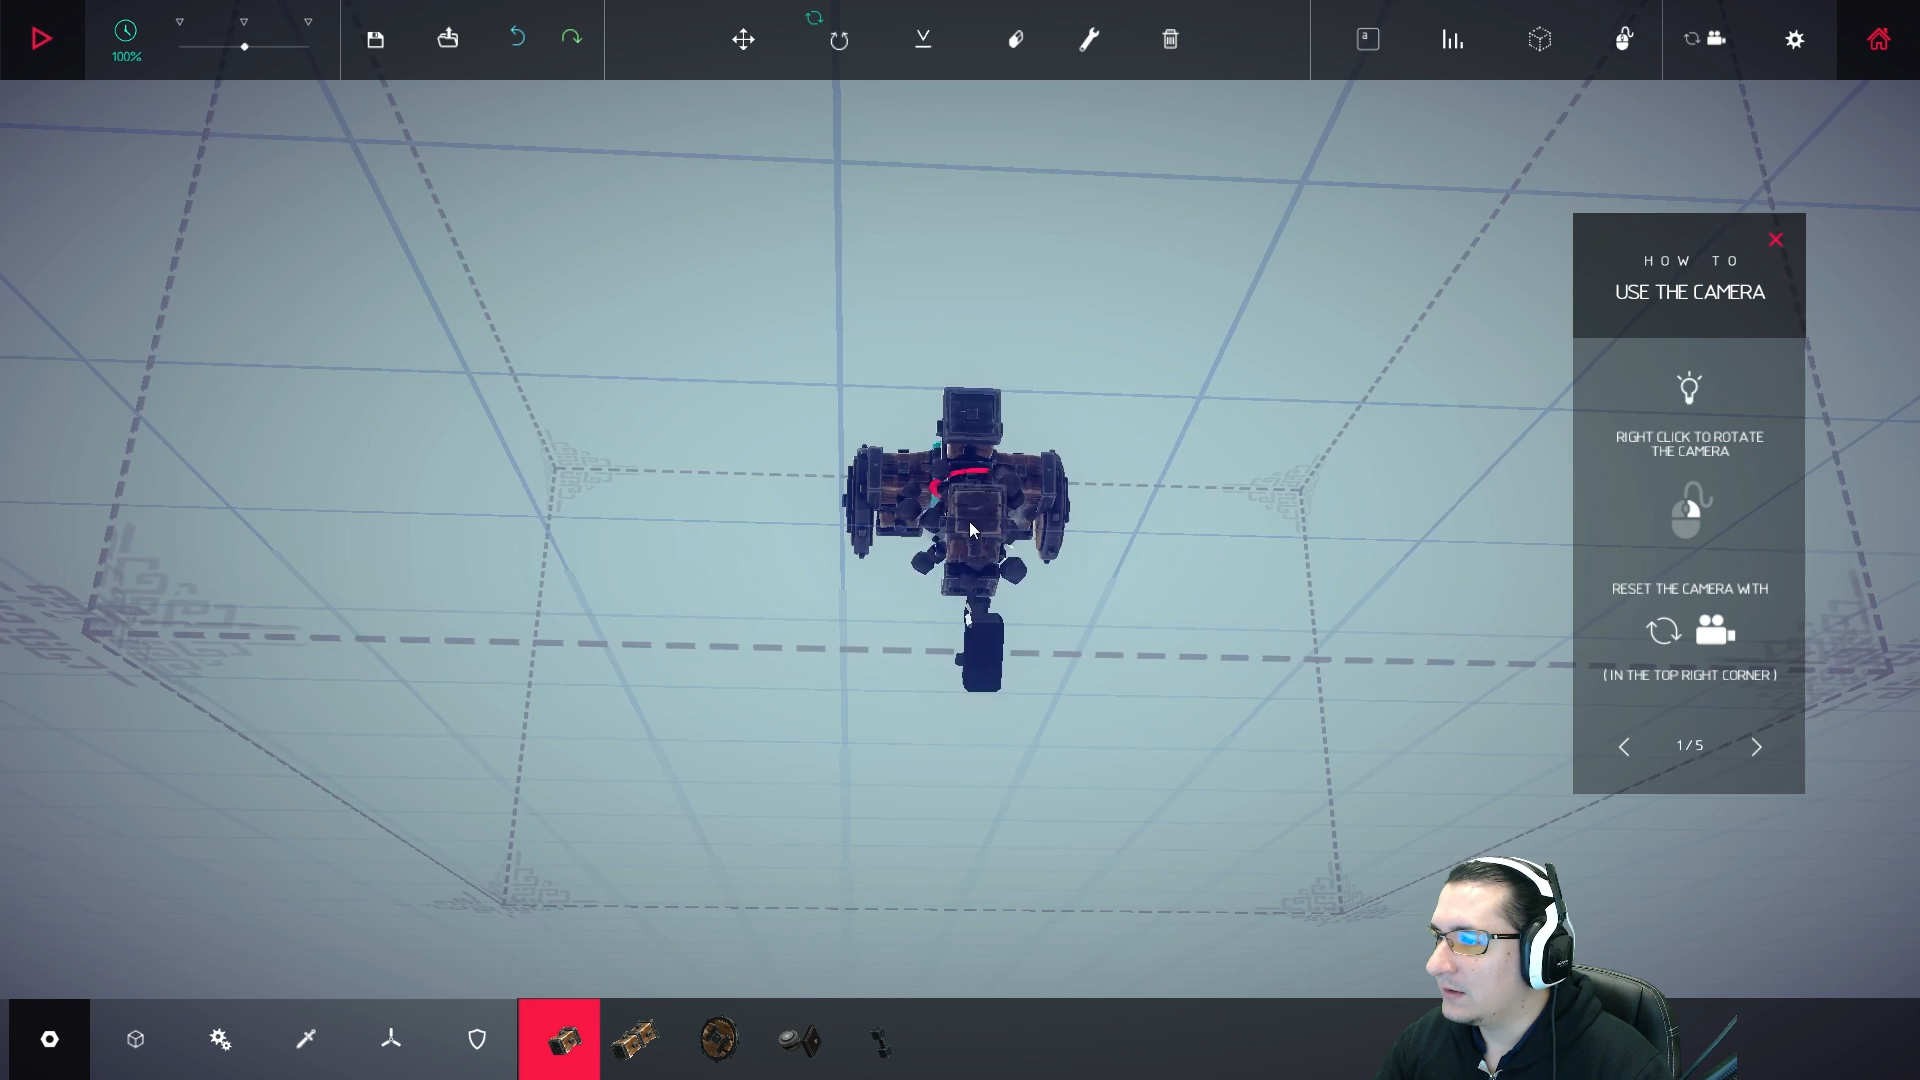 100%
a
HOW TO
USE THE CAMERA
RIGHT CLICK TO ROTATE
THE CAMERA
RESET THE CAMERA WITH
( IN THE TOP RIGHT CORNER )
1/5